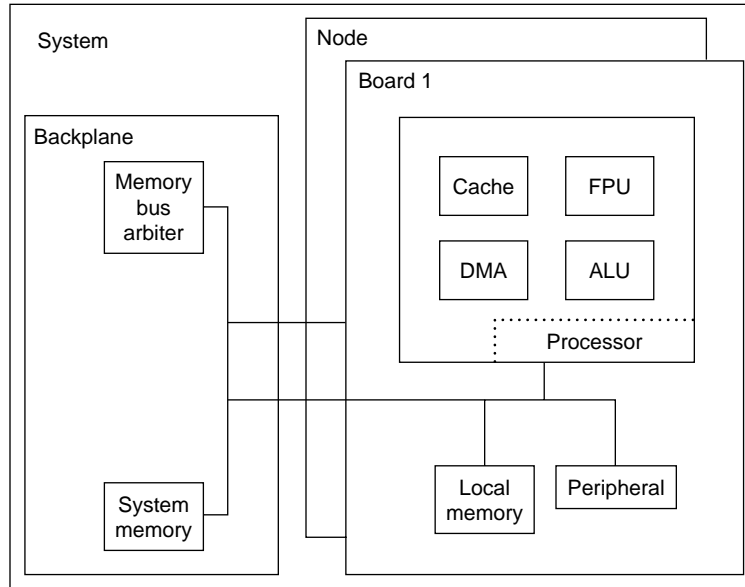 System
Node
Board 1
Backplane
Memory
bus
arbiter
Cache
FPU
DMA
ALU
Processor
System
memory
Local
memory
Peripheral